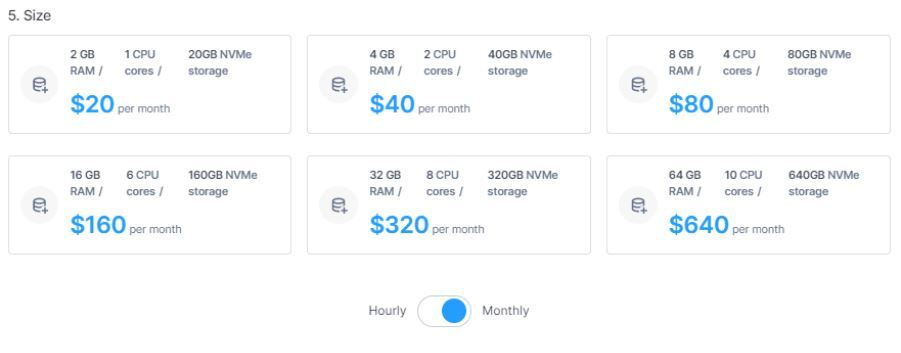 5. Size
2 GB RAM / 1 CPU cores / 20GB NVMe storage
$20 per month
4 GB RAM / 2 CPU cores / 40GB NVMe storage
$40 per month
8 GB RAM / 4 CPU cores / 80GB NVMe storage
$80 per month
16 GB RAM / 6 CPU cores / 160GB NVMe storage
$160 per month
32 GB RAM / 8 CPU cores / 320GB NVMe storage
$320 per month
64 GB RAM / 10 CPU cores / 640GB NVMe storage
$640 per month
Hourly Monthly